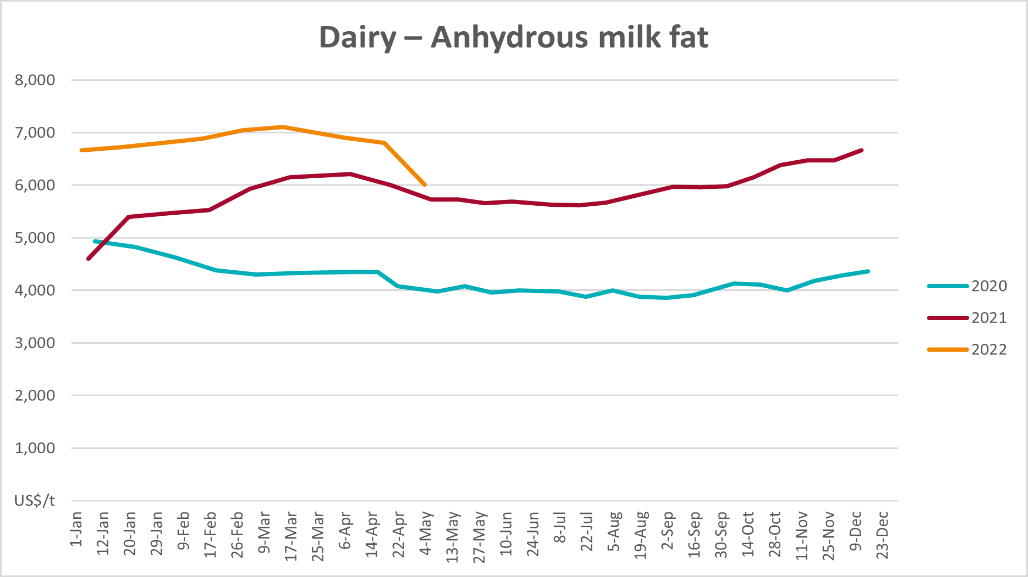 Dairy – Anhydrous milk fat
8,000
7,000
6,000
5,000
4,000
3,000
2,000
1,000
US$/t
1-Jan
12-Jan
20-Jan
29-Jan
9-Feb
17-Feb
26-Feb
9-Mar
17-Mar
25-Mar
6-Apr
14-Apr
22-Apr
4-May
13-May
27-May
10-Jun
24-Jun
8-Jul
22-Jul
5-Aug
19-Aug
2-Sep
16-Sep
30-Sep
14-Oct
28-Oct
11-Nov
25-Nov
9-Dec
23-Dec
2020
2021
2022